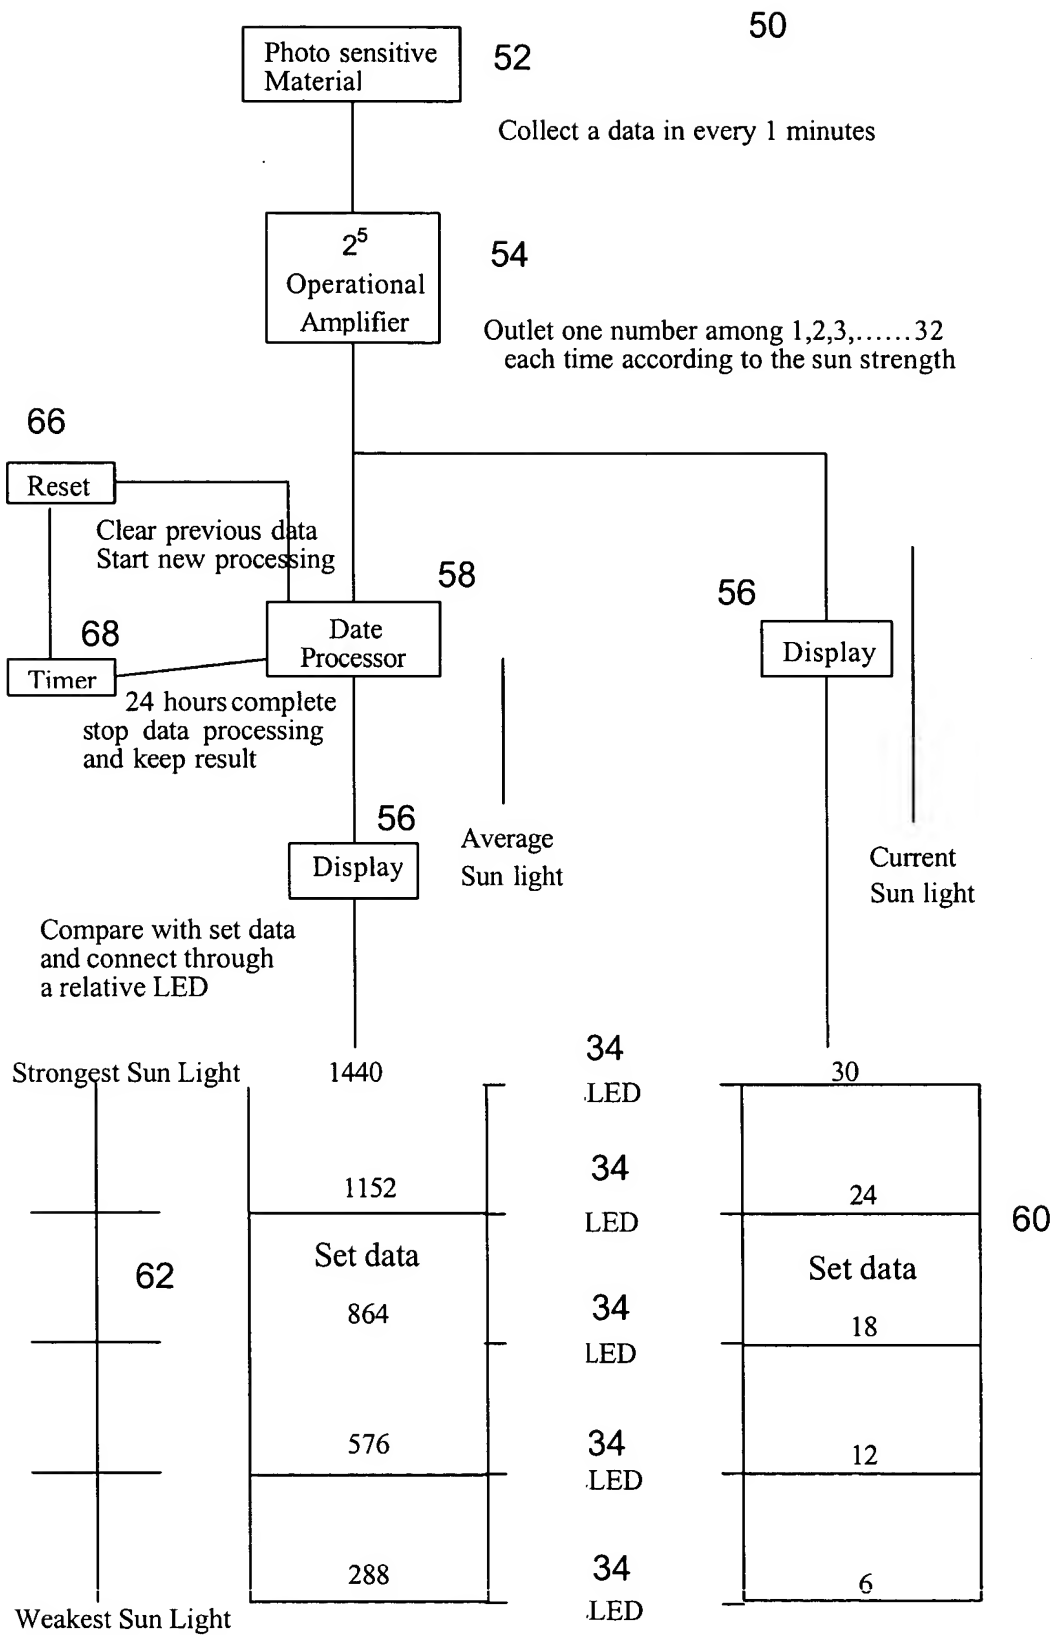 50
Photo sensitive
Material
52
Collect a data in every 1 minutes
2⁵
Operational
Amplifier
54
Outlet one number among 1,2,3,......32
each time according to the sun strength
66
Reset
Clear previous data
Start new processing
58
56
68
Date
Processor
Display
Timer
24 hours complete
stop data processing
and keep result
56
Display
Average
Sun light
Current
Sun light
Compare with set data
and connect through
a relative LED
Strongest Sun Light
1440
34
LED
30
1152
34
LED
24
60
62
Set data
Set data
864
34
LED
18
576
34
LED
12
288
34
LED
6
Weakest Sun Light